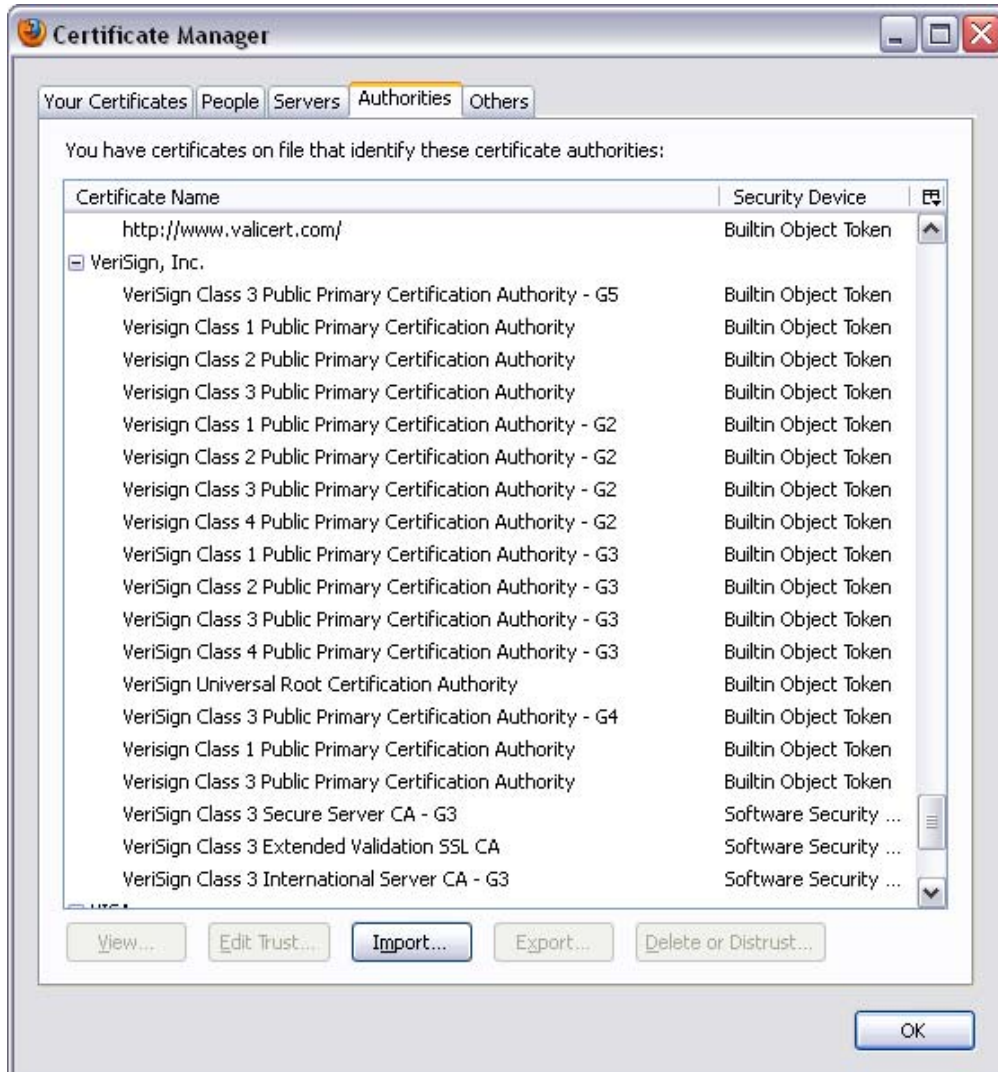 Certificate Manager
Your Certificates People Servers Authorities Others
You have certificates on file that identify these certificate authorities:
Certificate Name Security Device
http://www.valicert.com/ Builtin Object Token
VeriSign, Inc.
VeriSign Class 3 Public Primary Certification Authority - G5 Builtin Object Token
Verisign Class 1 Public Primary Certification Authority Builtin Object Token
Verisign Class 2 Public Primary Certification Authority Builtin Object Token
Verisign Class 3 Public Primary Certification Authority Builtin Object Token
Verisign Class 1 Public Primary Certification Authority - G2 Builtin Object Token
Verisign Class 2 Public Primary Certification Authority - G2 Builtin Object Token
Verisign Class 3 Public Primary Certification Authority - G2 Builtin Object Token
Verisign Class 4 Public Primary Certification Authority - G2 Builtin Object Token
VeriSign Class 1 Public Primary Certification Authority - G3 Builtin Object Token
VeriSign Class 2 Public Primary Certification Authority - G3 Builtin Object Token
VeriSign Class 3 Public Primary Certification Authority - G3 Builtin Object Token
VeriSign Class 4 Public Primary Certification Authority - G3 Builtin Object Token
VeriSign Universal Root Certification Authority Builtin Object Token
VeriSign Class 3 Public Primary Certification Authority - G4 Builtin Object Token
Verisign Class 1 Public Primary Certification Authority Builtin Object Token
Verisign Class 3 Public Primary Certification Authority Builtin Object Token
VeriSign Class 3 Secure Server CA - G3 Software Security ...
VeriSign Class 3 Extended Validation SSL CA Software Security ...
VeriSign Class 3 International Server CA - G3 Software Security ...
View... Edit Trust... Import... Export... Delete or Distrust...
OK